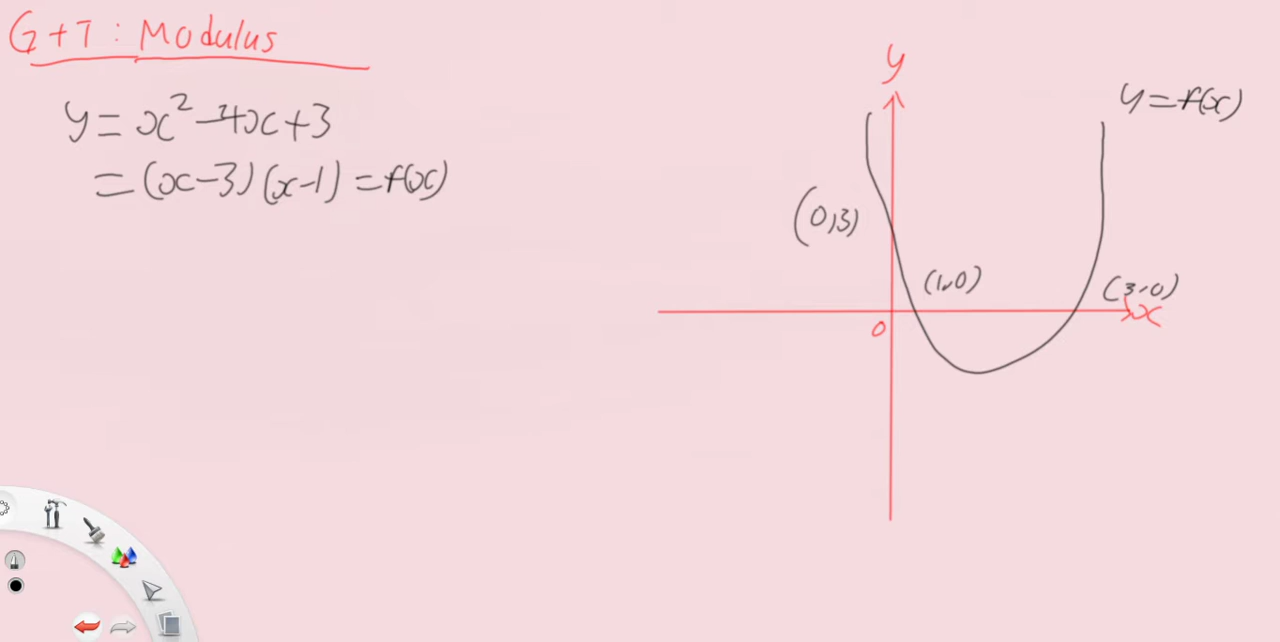 G+T : Modulus
y = x² - 4x + 3
= (x-3)(x-1) = f(x)
y
y = f(x)
(0,3)
(1,0)
(3,0)
x
0